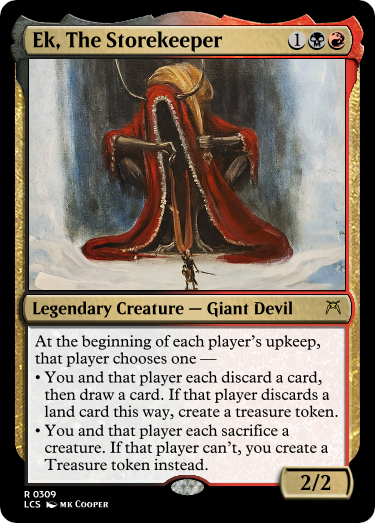 Ek, The Storekeeper 1
Legendary Creature — Giant Devil
At the beginning of each player's upkeep,
that player chooses one —
• You and that player each discard a card,
then draw a card. If that player discards a
land card this way, create a treasure token.
• You and that player each sacrifice a
creature. If that player can't, you create a
Treasure token instead.
2/2
R 0309
LCS MK COOPER